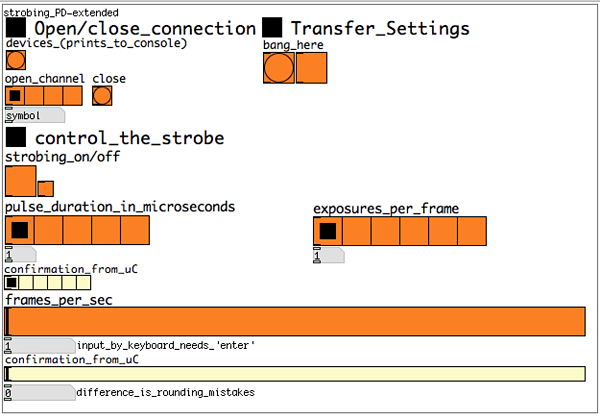 strobing_PD-extended
Open/close_connection
Transfer_Settings
devices_(prints_to_console)
bang_here
open_channel
close
symbol
control_the_strobe
strobing_on/off
pulse_duration_in_microseconds
exposures_per_frame
1
1
confirmation_from_uC
frames_per_sec
1
input_by_keyboard_needs_'enter'
confirmation_from_uC
0
difference_is_rounding_mistakes